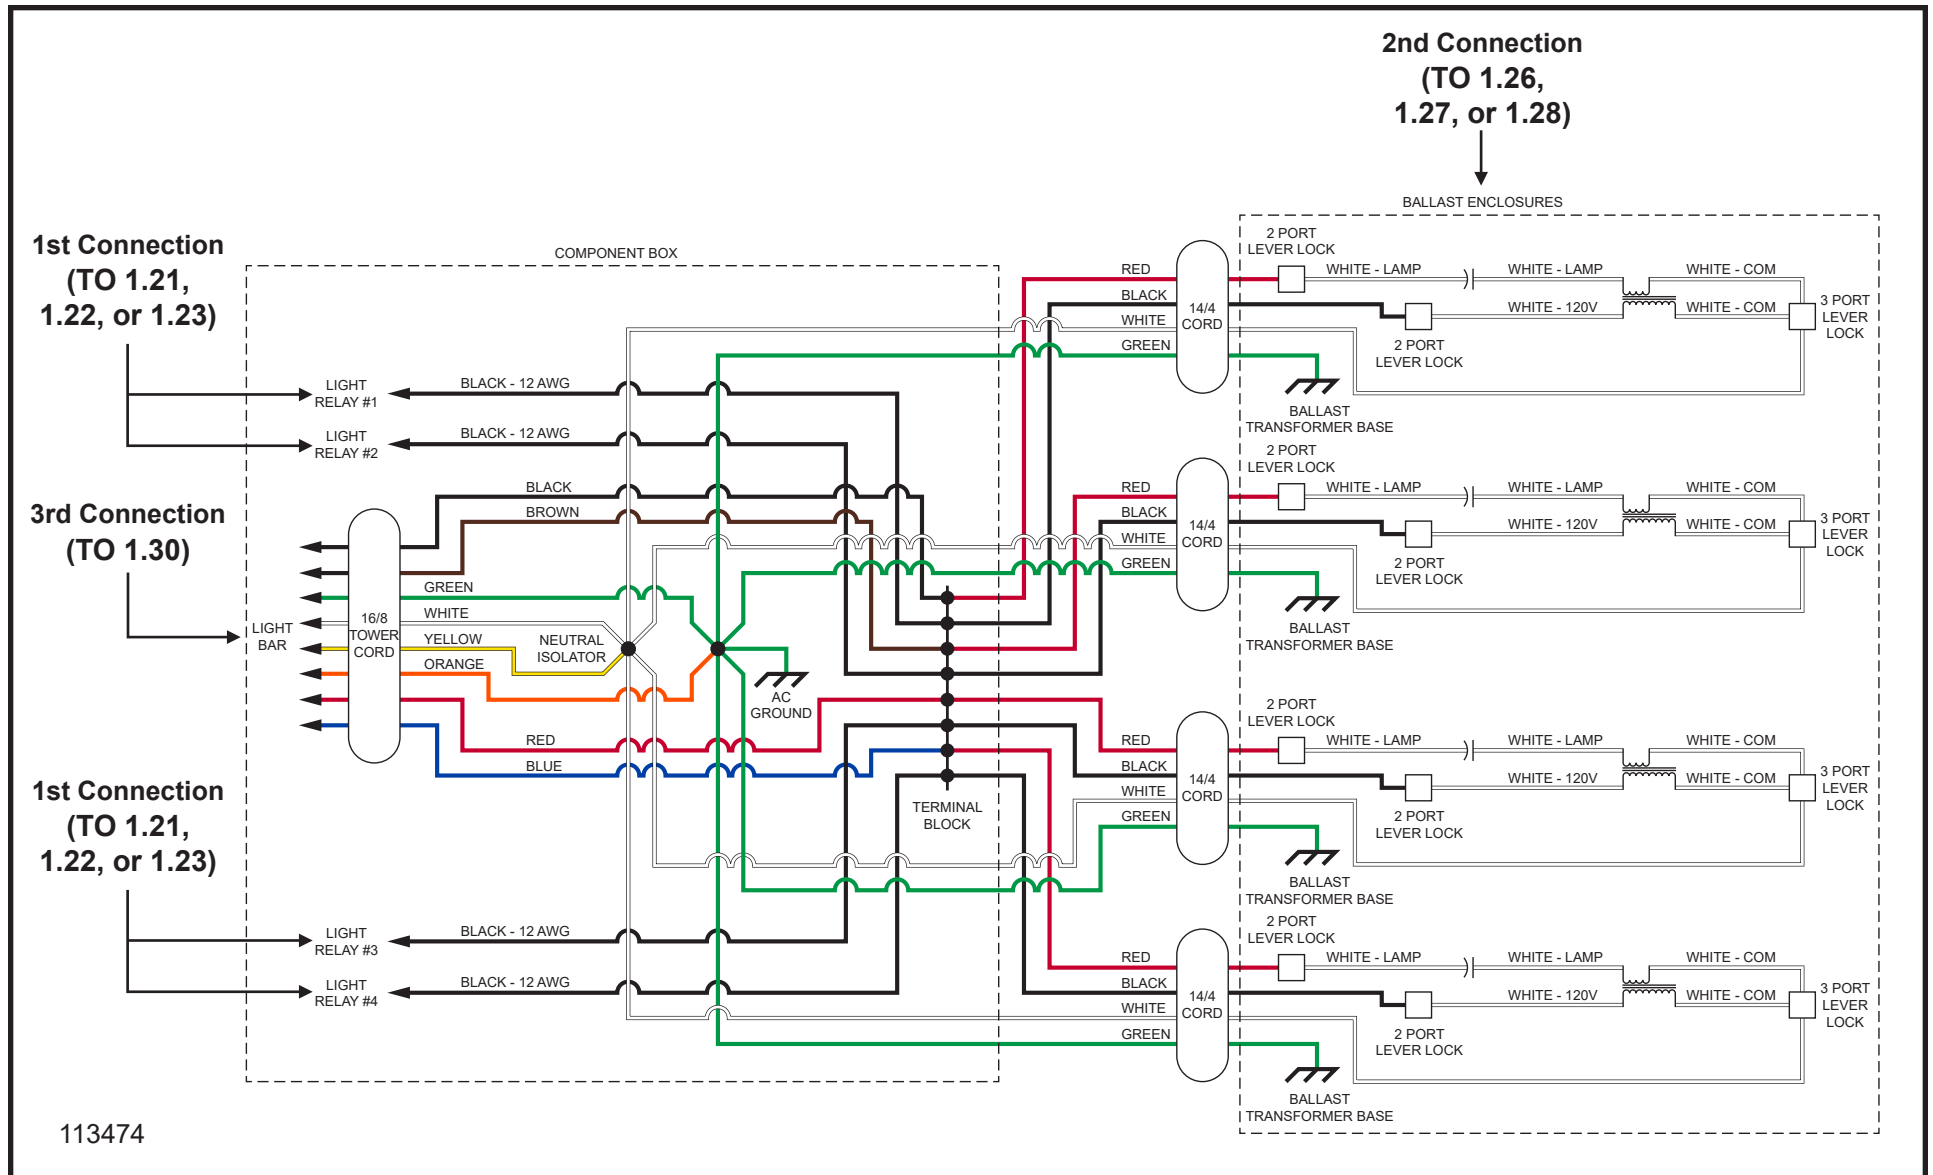 2nd Connection
(TO 1.26,
1.27, or 1.28)
BALLAST ENCLOSURES
1st Connection
(TO 1.21,
1.22, or 1.23)
COMPONENT BOX
LIGHT
RELAY #1
BLACK - 12 AWG
LIGHT
RELAY #2
BLACK - 12 AWG
3rd Connection
(TO 1.30)
LIGHT
BAR
16/8
TOWER
CORD
BLACK
BROWN
GREEN
WHITE
YELLOW
ORANGE
RED
BLUE
NEUTRAL
ISOLATOR
AC
GROUND
TERMINAL
BLOCK
1st Connection
(TO 1.21,
1.22, or 1.23)
LIGHT
RELAY #3
BLACK - 12 AWG
LIGHT
RELAY #4
BLACK - 12 AWG
RED
BLACK
WHITE
GREEN
14/4
CORD
2 PORT
LEVER LOCK
WHITE - LAMP
WHITE - LAMP
WHITE - COM
WHITE - 120V
WHITE - COM
2 PORT
LEVER LOCK
3 PORT
LEVER
LOCK
BALLAST
TRANSFORMER BASE
RED
BLACK
WHITE
GREEN
14/4
CORD
2 PORT
LEVER LOCK
WHITE - LAMP
WHITE - LAMP
WHITE - COM
WHITE - 120V
WHITE - COM
2 PORT
LEVER LOCK
3 PORT
LEVER
LOCK
BALLAST
TRANSFORMER BASE
RED
BLACK
WHITE
GREEN
14/4
CORD
2 PORT
LEVER LOCK
WHITE - LAMP
WHITE - LAMP
WHITE - COM
WHITE - 120V
WHITE - COM
2 PORT
LEVER LOCK
3 PORT
LEVER
LOCK
BALLAST
TRANSFORMER BASE
RED
BLACK
WHITE
GREEN
14/4
CORD
2 PORT
LEVER LOCK
WHITE - LAMP
WHITE - LAMP
WHITE - COM
WHITE - 120V
WHITE - COM
2 PORT
LEVER LOCK
3 PORT
LEVER
LOCK
BALLAST
TRANSFORMER BASE
113474